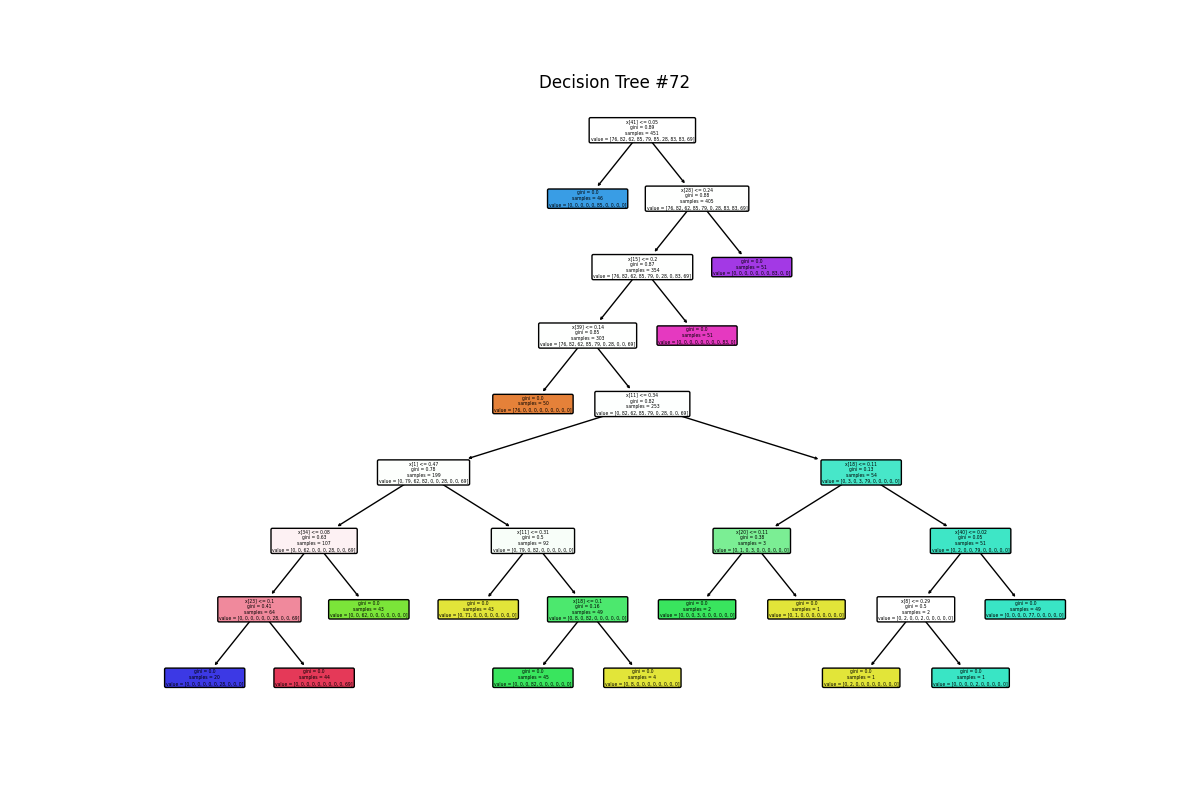 Decision Tree #72
x[41] <= 0.05
gini = 0.89
samples = 451
value = [76, 82, 62, 85, 79, 85, 28, 83, 83, 69]
gini = 0.0
samples = 46
value = [0, 0, 0, 0, 0, 85, 0, 0, 0, 0]
x[28] <= 0.24
gini = 0.88
samples = 405
value = [76, 82, 62, 85, 79, 0, 28, 83, 83, 69]
x[15] <= 0.2
gini = 0.87
samples = 354
value = [76, 82, 62, 85, 79, 0, 28, 0, 83, 69]
gini = 0.0
samples = 51
value = [0, 0, 0, 0, 0, 0, 0, 83, 0, 0]
x[39] <= 0.14
gini = 0.85
samples = 303
value = [76, 82, 62, 85, 79, 0, 28, 0, 0, 69]
gini = 0.0
samples = 51
value = [0, 0, 0, 0, 0, 0, 0, 0, 83, 0]
gini = 0.0
samples = 50
value = [76, 0, 0, 0, 0, 0, 0, 0, 0, 0]
x[11] <= 0.34
gini = 0.82
samples = 253
value = [0, 82, 62, 85, 79, 0, 28, 0, 0, 69]
x[1] <= 0.47
gini = 0.78
samples = 199
value = [0, 79, 62, 82, 0, 0, 28, 0, 0, 69]
x[18] <= 0.11
gini = 0.13
samples = 54
value = [0, 3, 0, 3, 79, 0, 0, 0, 0, 0]
x[34] <= 0.08
gini = 0.63
samples = 107
value = [0, 0, 62, 0, 0, 0, 28, 0, 0, 69]
x[11] <= 0.31
gini = 0.5
samples = 92
value = [0, 79, 0, 82, 0, 0, 0, 0, 0, 0]
x[20] <= 0.11
gini = 0.38
samples = 3
value = [0, 1, 0, 3, 0, 0, 0, 0, 0, 0]
x[40] <= 0.02
gini = 0.05
samples = 51
value = [0, 2, 0, 0, 79, 0, 0, 0, 0, 0]
x[23] <= 0.1
gini = 0.41
samples = 64
value = [0, 0, 0, 0, 0, 0, 28, 0, 0, 69]
gini = 0.0
samples = 43
value = [0, 0, 62, 0, 0, 0, 0, 0, 0, 0]
gini = 0.0
samples = 43
value = [0, 71, 0, 0, 0, 0, 0, 0, 0, 0]
x[18] <= 0.1
gini = 0.16
samples = 49
value = [0, 8, 0, 82, 0, 0, 0, 0, 0, 0]
gini = 0.0
samples = 2
value = [0, 0, 0, 3, 0, 0, 0, 0, 0, 0]
gini = 0.0
samples = 1
value = [0, 1, 0, 0, 0, 0, 0, 0, 0, 0]
x[5] <= 0.29
gini = 0.5
samples = 2
value = [0, 2, 0, 0, 2, 0, 0, 0, 0, 0]
gini = 0.0
samples = 49
value = [0, 0, 0, 0, 77, 0, 0, 0, 0, 0]
gini = 0.0
samples = 20
value = [0, 0, 0, 0, 0, 0, 28, 0, 0, 0]
gini = 0.0
samples = 44
value = [0, 0, 0, 0, 0, 0, 0, 0, 0, 69]
gini = 0.0
samples = 45
value = [0, 0, 0, 82, 0, 0, 0, 0, 0, 0]
gini = 0.0
samples = 4
value = [0, 8, 0, 0, 0, 0, 0, 0, 0, 0]
gini = 0.0
samples = 1
value = [0, 2, 0, 0, 0, 0, 0, 0, 0, 0]
gini = 0.0
samples = 1
value = [0, 0, 0, 0, 2, 0, 0, 0, 0, 0]